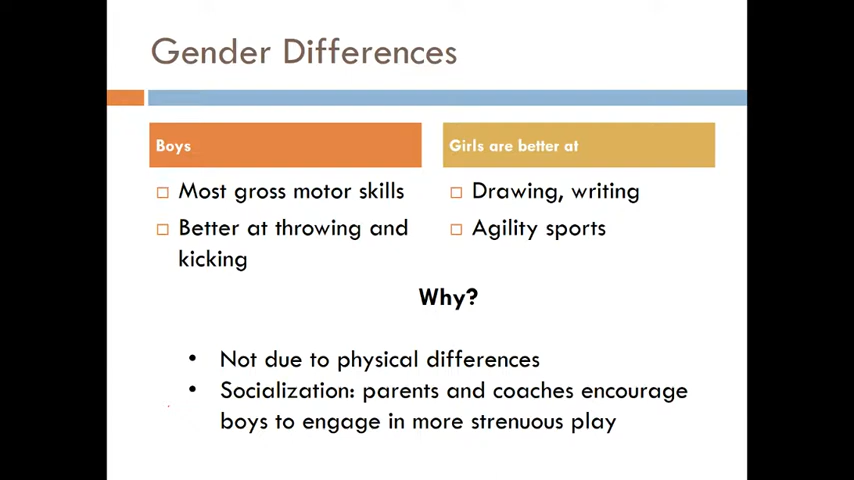 Gender Differences
Boys
Girls are better at
Most gross motor skills
Better at throwing and
kicking
Drawing, writing
Agility sports
Why?
Not due to physical differences
Socialization: parents and coaches encourage
boys to engage in more strenuous play